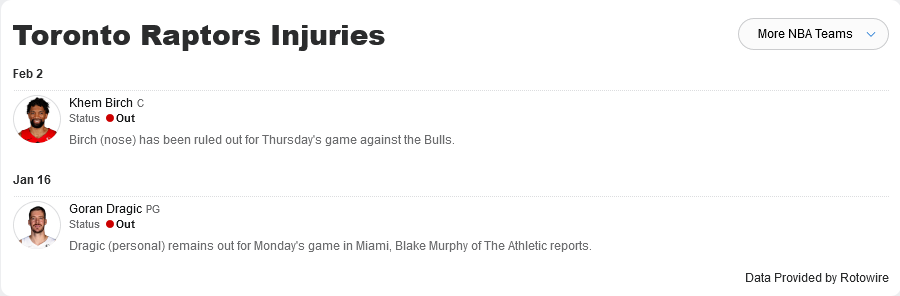 Toronto Raptors Injuries
More NBA Teams
Feb 2
Khem Birch C
Status Out
Birch (nose) has been ruled out for Thursday's game against the Bulls.
Jan 16
Goran Dragic PG
Status Out
Dragic (personal) remains out for Monday's game in Miami, Blake Murphy of The Athletic reports.
Data Provided by Rotowire